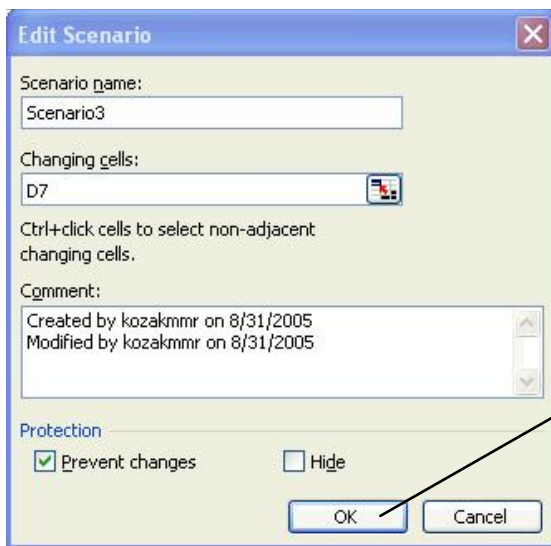 Edit Scenario
Scenario name:
Scenario3
Changing cells:
D7
Ctrl+click cells to select non-adjacent
changing cells.
Comment:
Created by kozakmmr on 8/31/2005
Modified by kozakmmr on 8/31/2005
Protection
Prevent changes
Hide
OK
Cancel